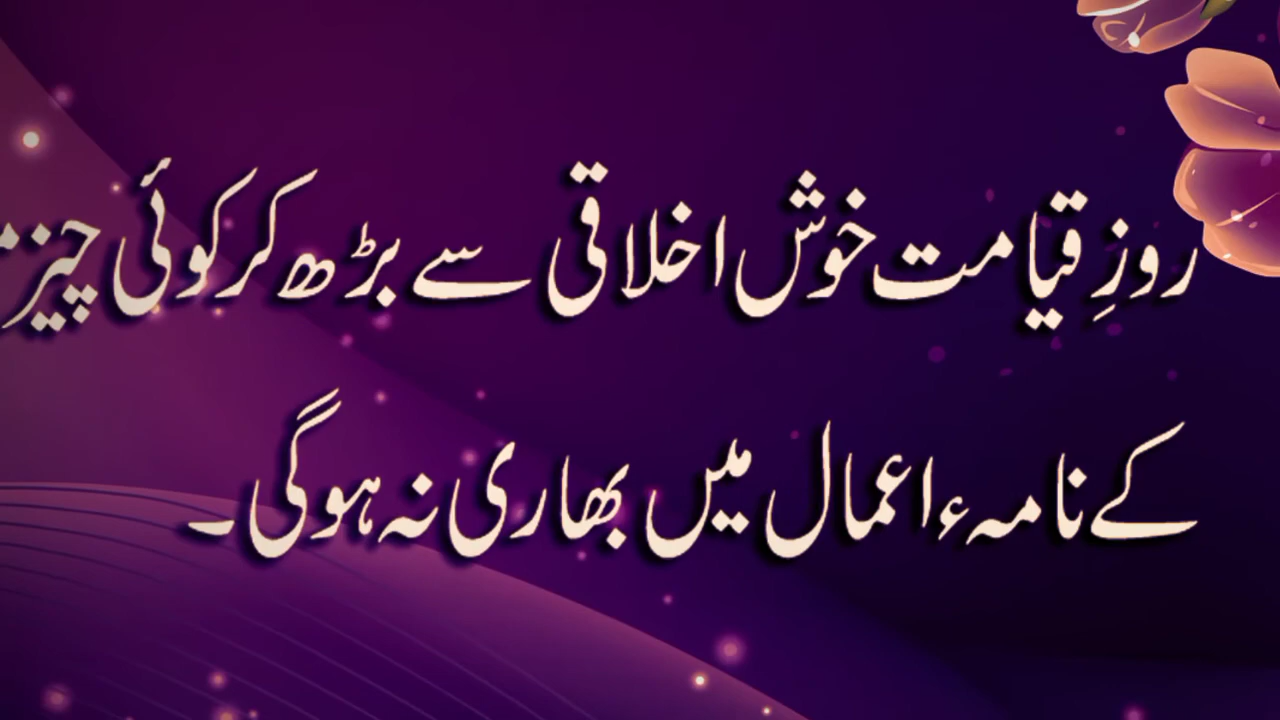 روزِ قیامت خوش اخلاقی سے بڑھ کر کوئی چیز
کے نامہء اعمال میں بھاری نہ ہوگی۔